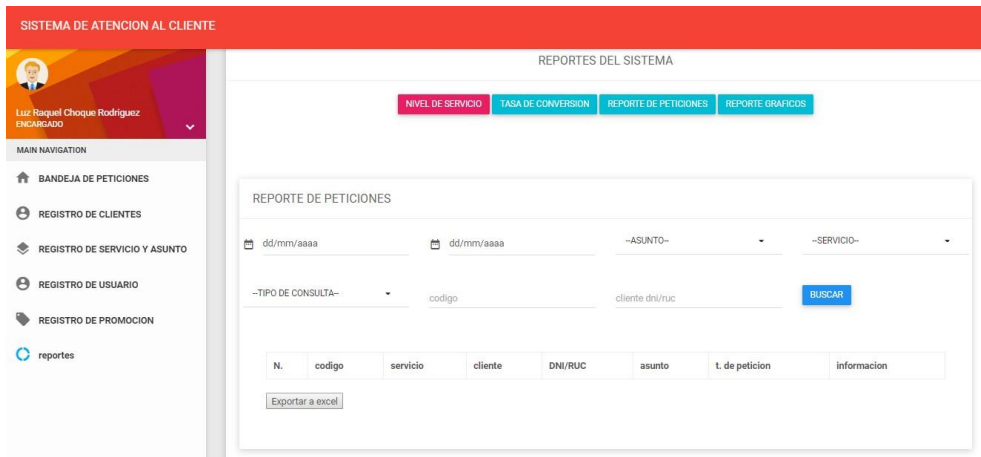 SISTEMA DE ATENCION AL CLIENTE
Luz Raquel Choque Rodriguez
ENCARGADO
MAIN NAVIGATION
BANDEJA DE PETICIONES
REGISTRO DE CLIENTES
REGISTRO DE SERVICIO Y ASUNTO
REGISTRO DE USUARIO
REGISTRO DE PROMOCION
reportes
REPORTES DEL SISTEMA
NIVEL DE SERVICIO TASA DE CONVERSION REPORTE DE PETICIONES REPORTE GRAFICOS
REPORTE DE PETICIONES
dd/mm/aaaa dd/mm/aaaa --ASUNTO-- --SERVICIO--
--TIPO DE CONSULTA-- codigo cliente dni/ruc BUSCAR
N. codigo servicio cliente DNI/RUC asunto t. de peticion informacion
Exportar a excel